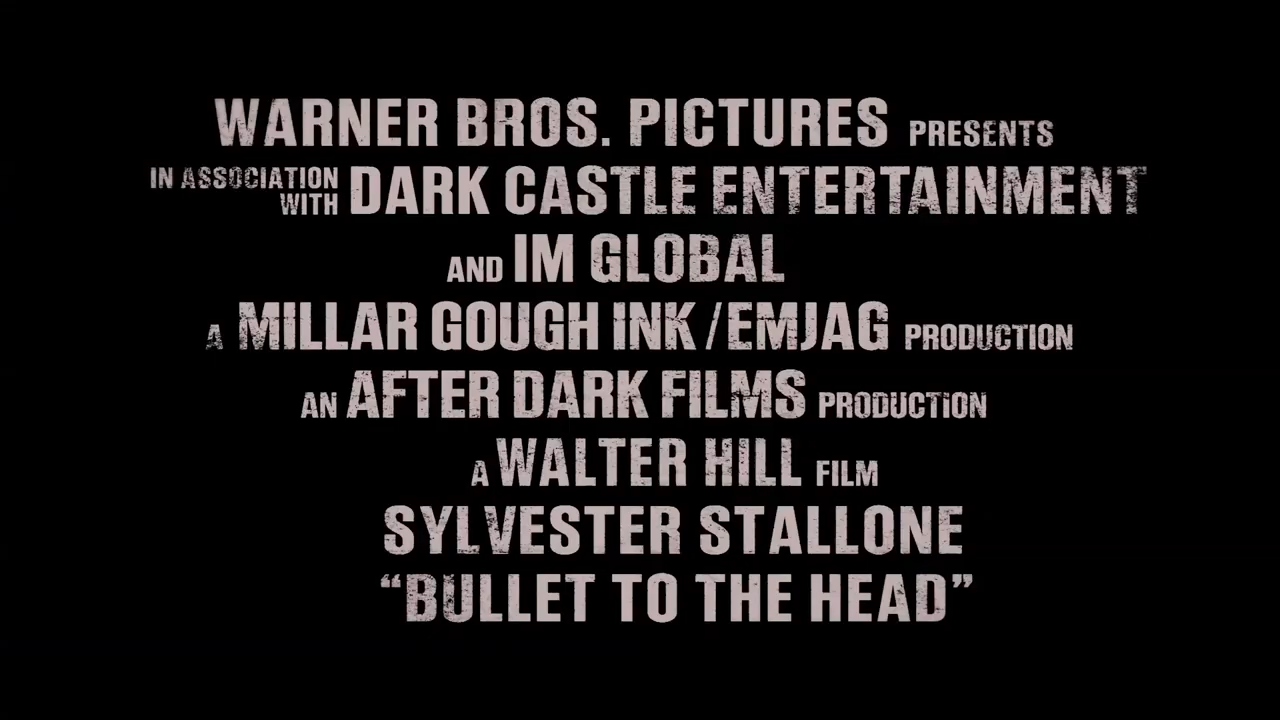 WARNER BROS. PICTURES PRESENTS
IN ASSOCIATION WITH DARK CASTLE ENTERTAINMENT
AND IM GLOBAL
A MILLAR GOUGH INK/EMJAG PRODUCTION
AN AFTER DARK FILMS PRODUCTION
A WALTER HILL FILM
SYLVESTER STALLONE
“BULLET TO THE HEAD”